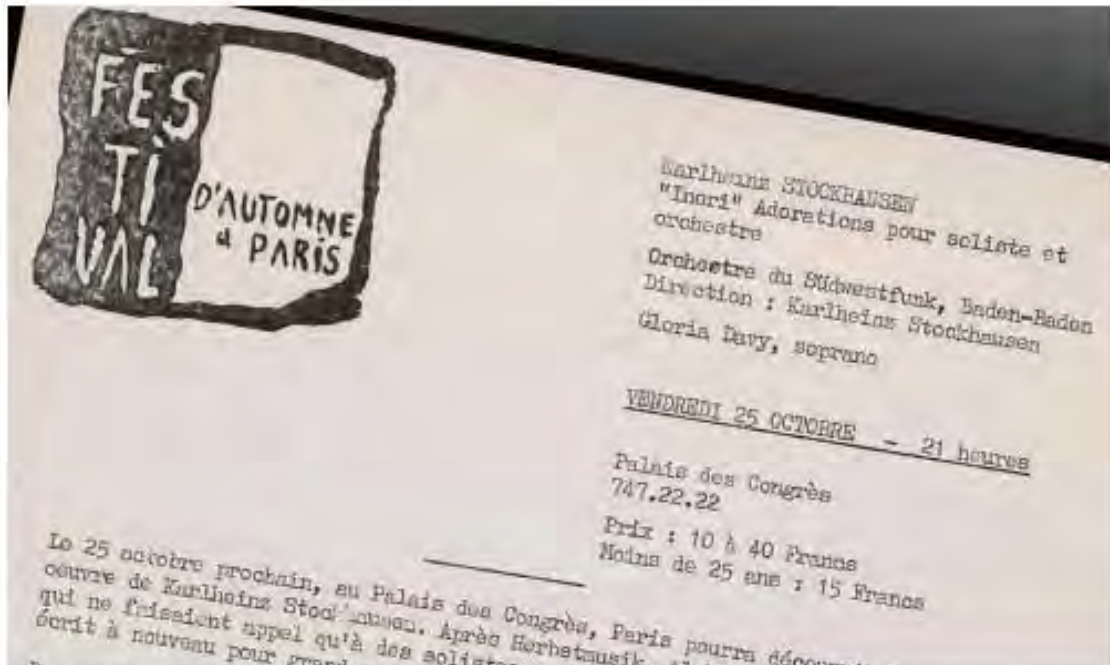 FES
TI
VAL
D'AUTOMNE
à PARIS
Karlheinz STOCKHAUSEN
"Inori" Adorations pour soliste et
orchestre
Orchestre du Südwestfunk, Baden-Baden
Direction : Karlheinz Stockhausen
Gloria Davy, soprano
VENDREDI 25 OCTOBRE - 21 heures
Palais des Congrès
747.22.22
Prix : 10 à 40 Francs
Moins de 25 ans : 15 Francs
Le 25 octobre prochain, au Palais des Congrès, Paris pourra
oeuvre de Karlheinz Stockhausen. Après Herbstmusik,
qui ne faisaient appel qu'à des
écrit à nouveau pour